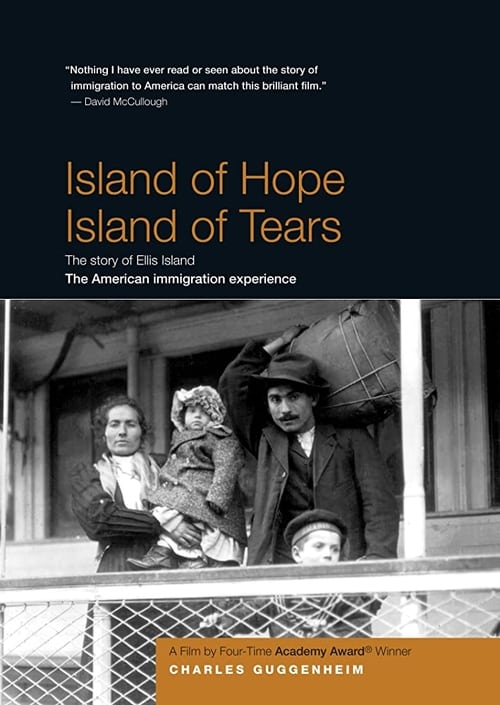 “Nothing I have ever read or seen about the story of
immigration to America can match this brilliant film.”
— David McCullough
Island of Hope
Island of Tears
The story of Ellis Island
The American immigration experience
A Film by Four-Time Academy Award® Winner
CHARLES GUGGENHEIM